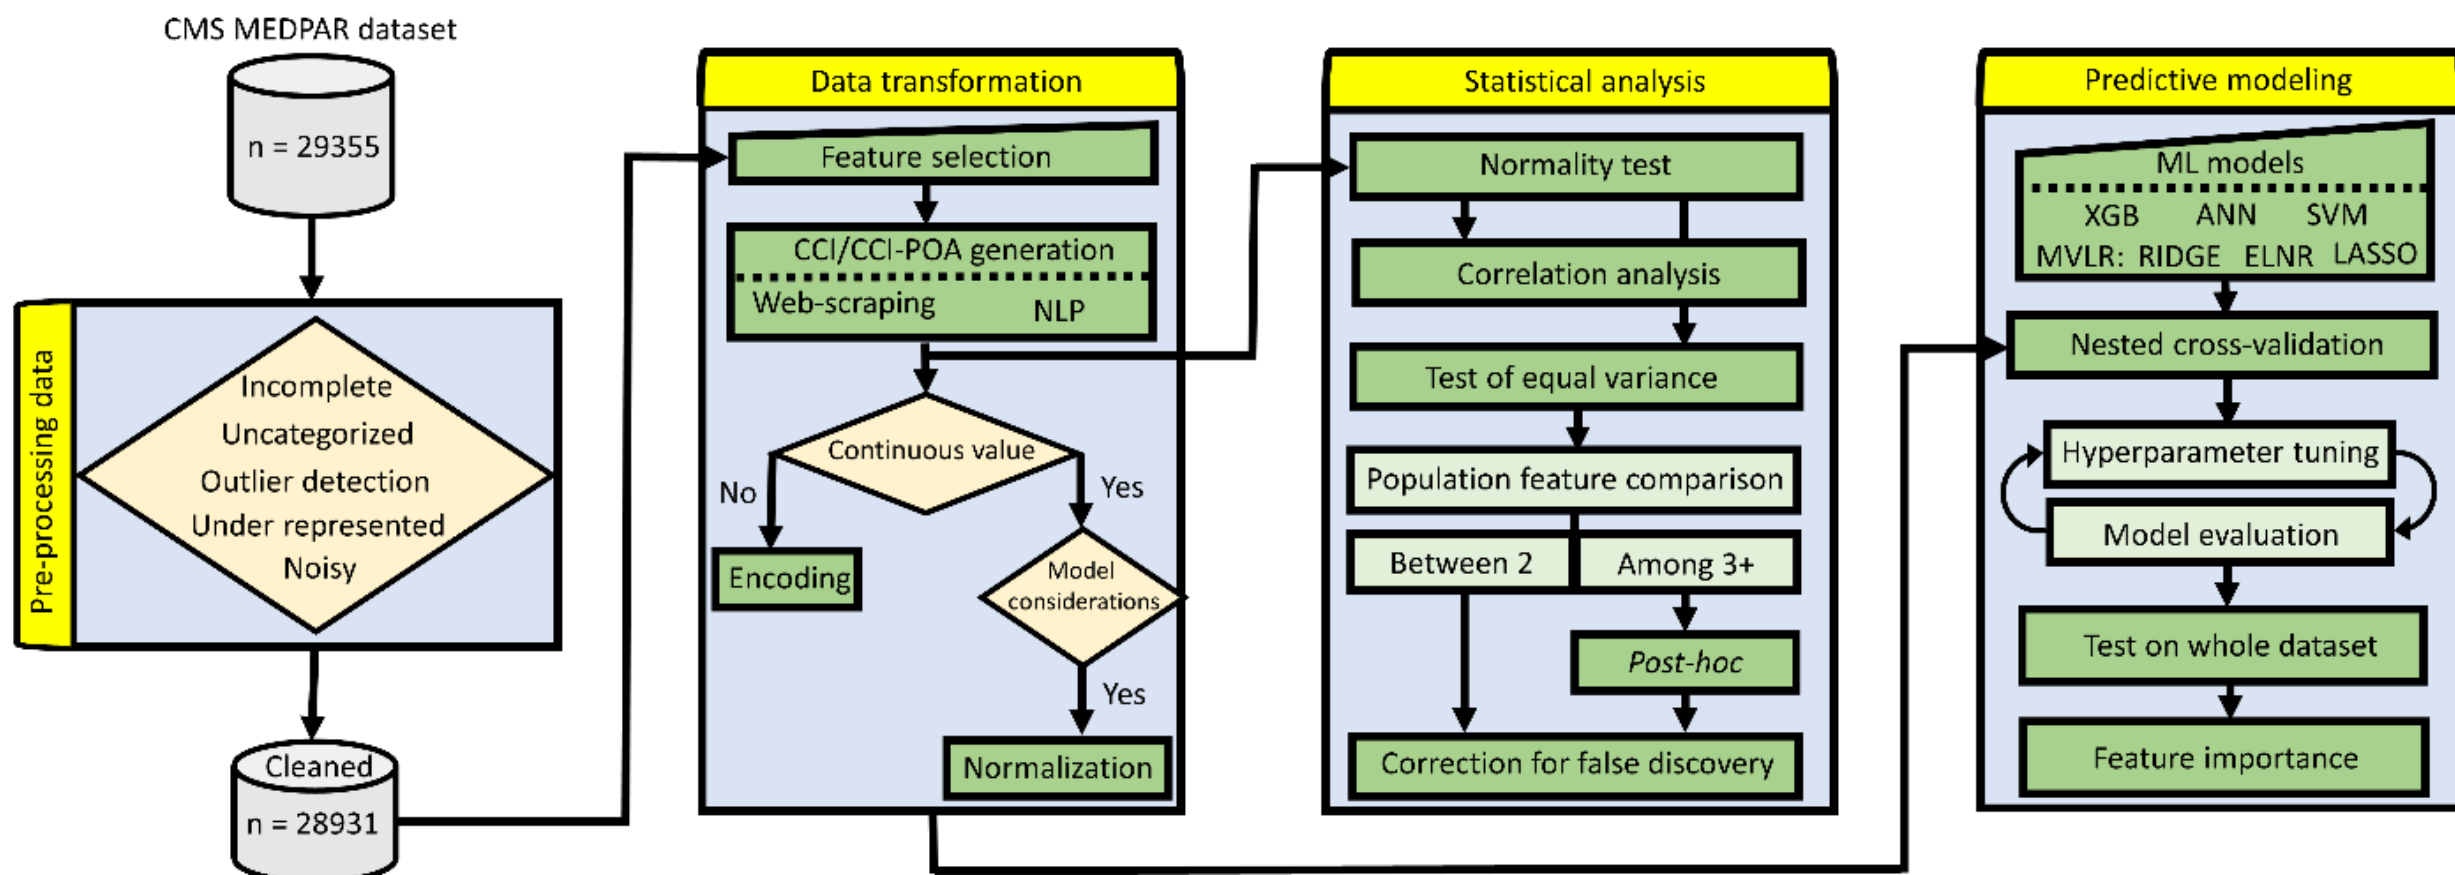 CMS MEDPAR dataset
n = 29355
Pre-processing data
Incomplete
Uncategorized
Outlier detection
Under represented
Noisy
Cleaned
n = 28931
Data transformation
Feature selection
CCI/CCI-POA generation
Web-scraping NLP
Continuous value
No
Yes
Encoding
Model
considerations
Yes
Normalization
Statistical analysis
Normality test
Correlation analysis
Test of equal variance
Population feature comparison
Between 2 Among 3+
Post-hoc
Correction for false discovery
Predictive modeling
ML models
XGB ANN SVM
MVLR: RIDGE ELNR LASSO
Nested cross-validation
Hyperparameter tuning
Model evaluation
Test on whole dataset
Feature importance